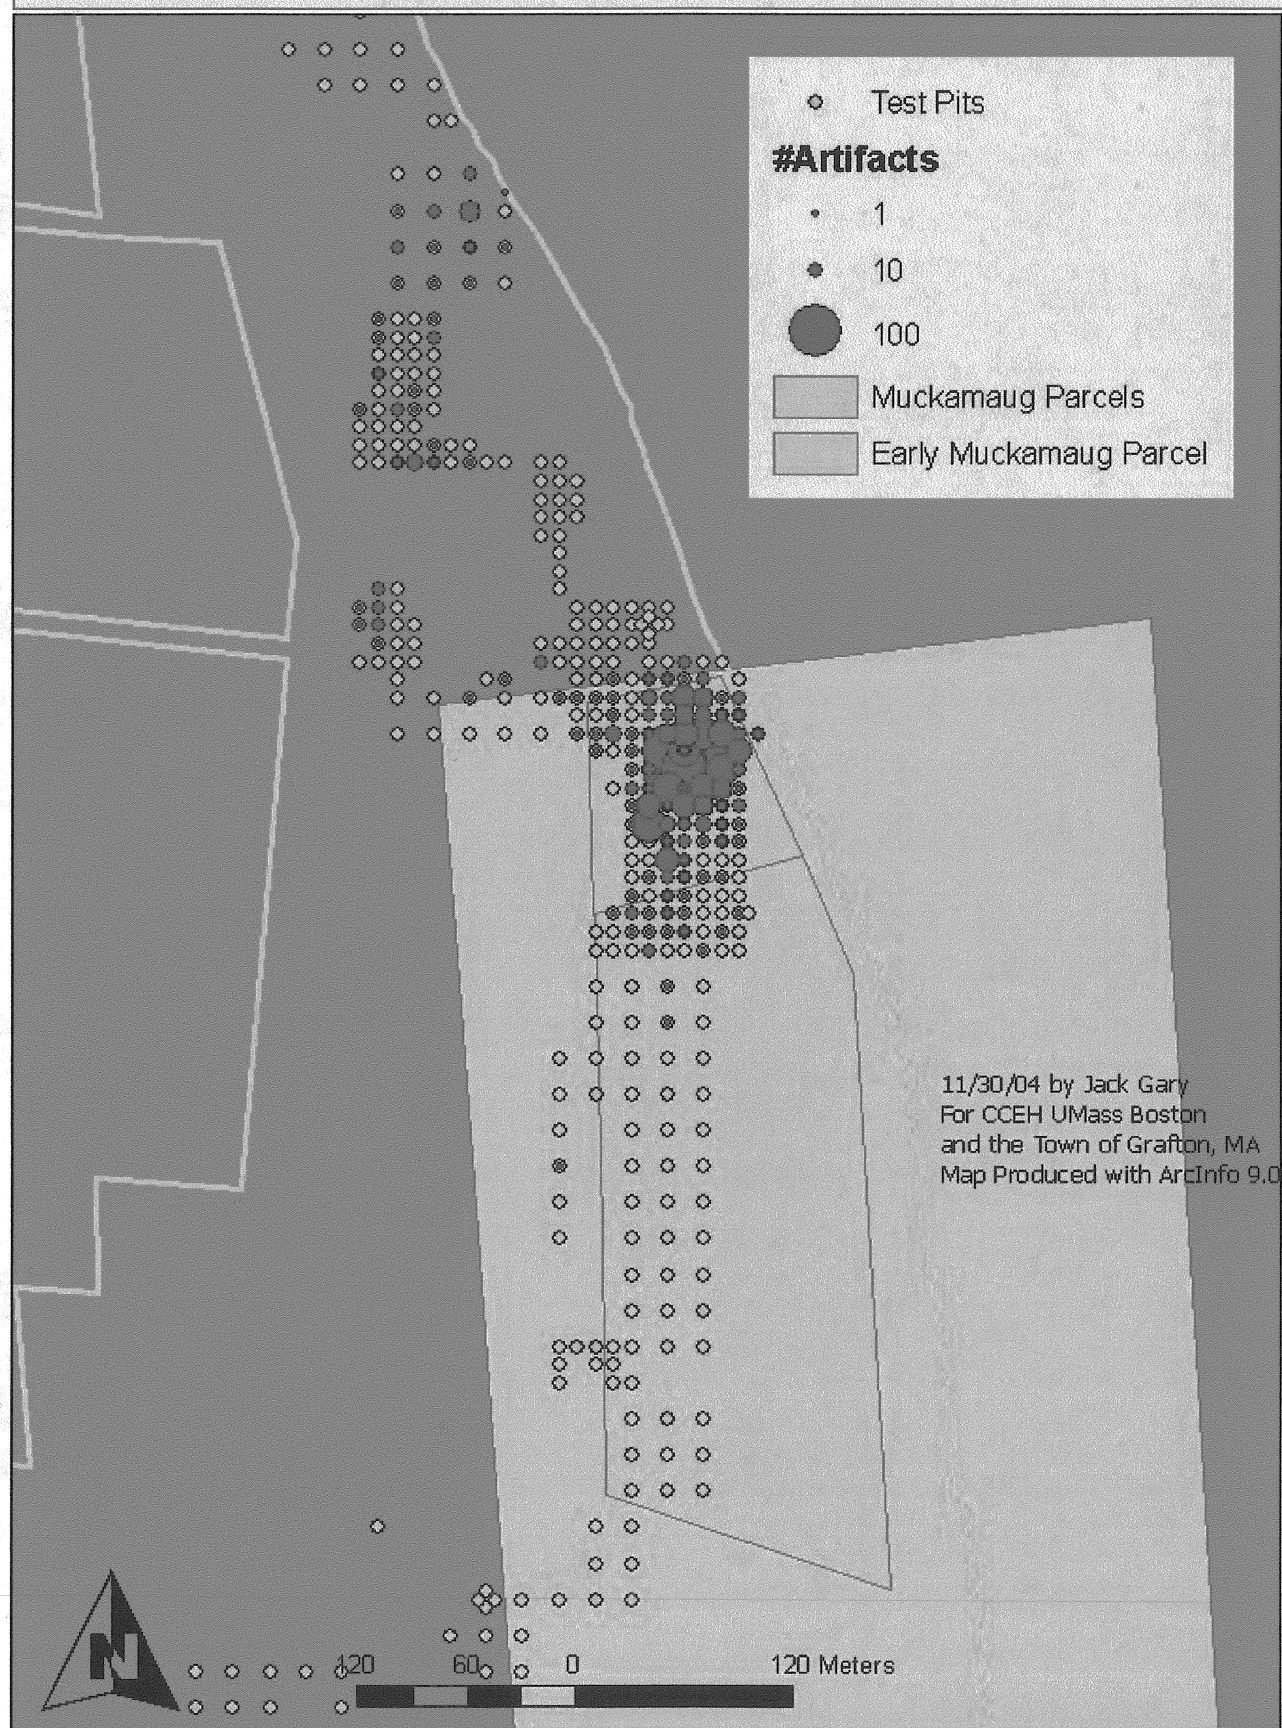 Test Pits
#Artifacts
1
10
100
Muckamaug Parcels
Early Muckamaug Parcel
11/30/04 by Jack Gary
For CCEH UMass Boston
and the Town of Grafton, MA
Map Produced with ArcInfo 9.0
N
120 60 0 120 Meters